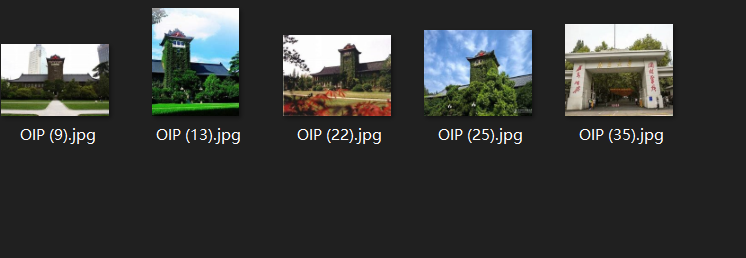 OIP (9).jpg
OIP (13).jpg
OIP (22).jpg
OIP (25).jpg
OIP (35).jpg